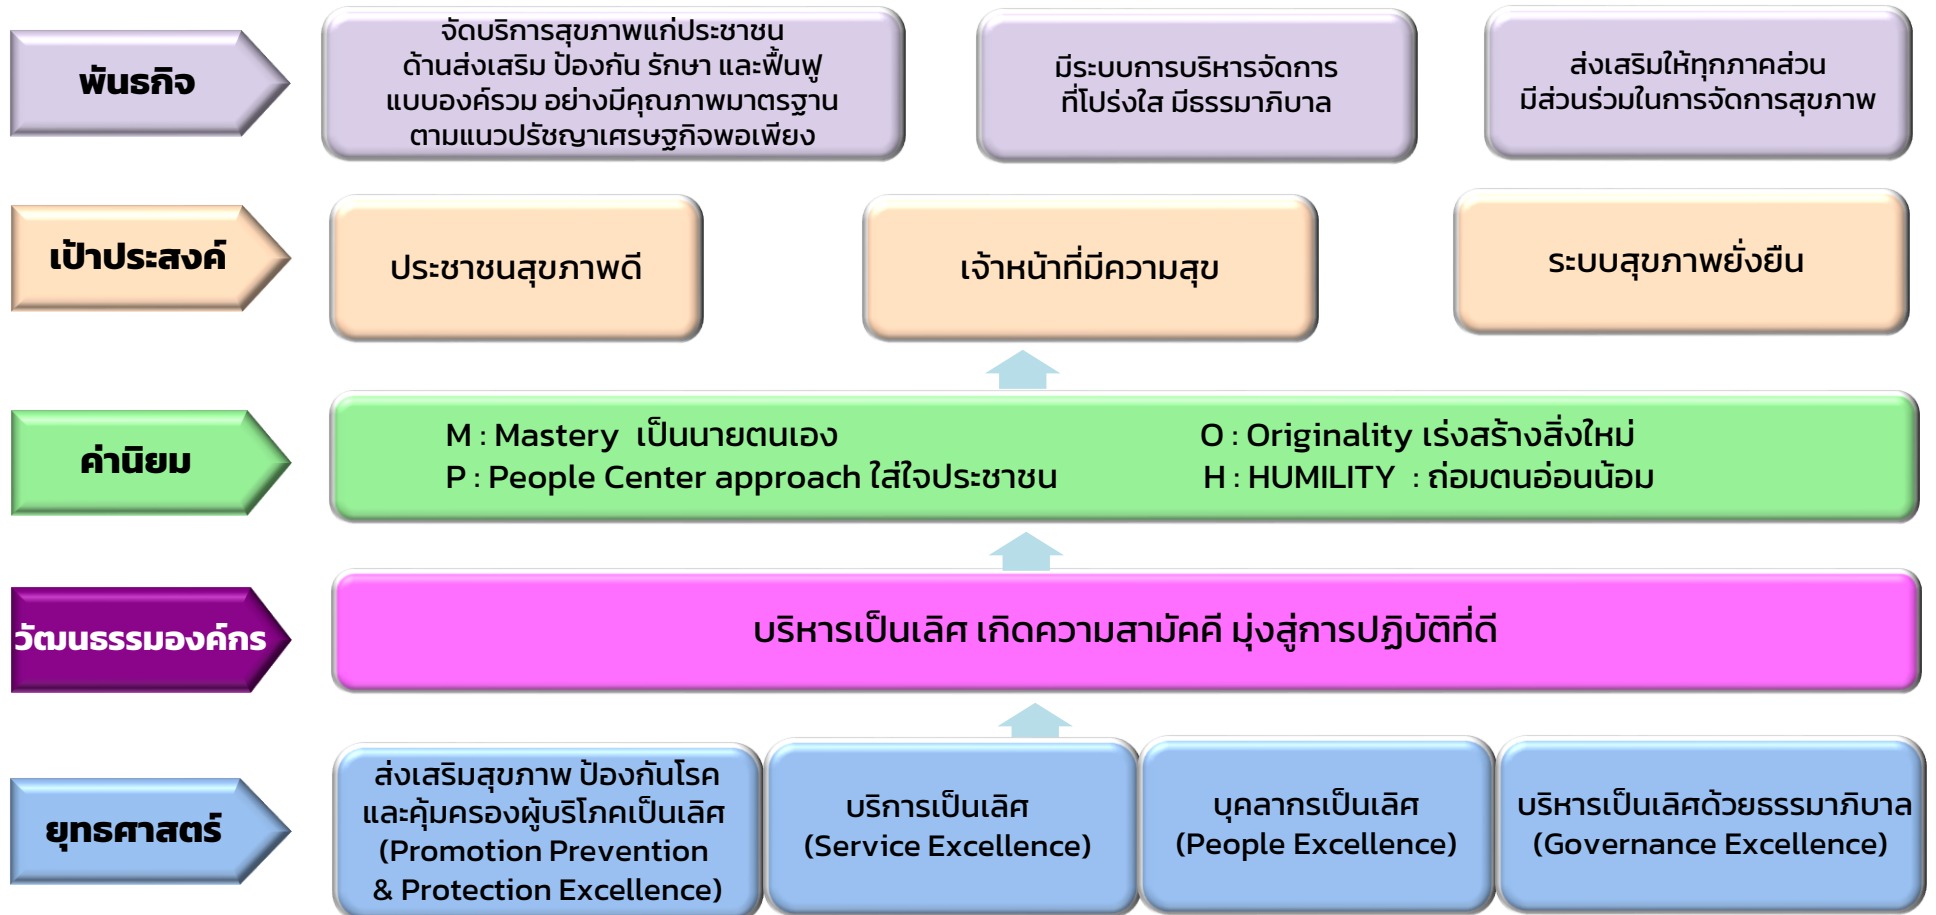 พันธกิจ
จัดบริการสุขภาพแก่ประชาชน
ด้านส่งเสริม ป้องกัน รักษา และฟื้นฟู
แบบองค์รวม อย่างมีคุณภาพมาตรฐาน
ตามแนวปรัชญาเศรษฐกิจพอเพียง
มีระบบการบริหารจัดการ
ที่โปร่งใส มีธรรมาภิบาล
ส่งเสริมให้ทุกภาคส่วน
มีส่วนร่วมในการจัดการสุขภาพ
เป้าประสงค์
ประชาชนสุขภาพดี
เจ้าหน้าที่มีความสุข
ระบบสุขภาพยั่งยืน
ค่านิยม
M : Mastery เป็นนายตนเอง
O : Originality เร่งสร้างสิ่งใหม่
P : People Center approach ใส่ใจประชาชน
H : HUMILITY : ถ่อมตนอ่อนน้อม
วัฒนธรรมองค์กร
บริหารเป็นเลิศ เกิดความสามัคคี มุ่งสู่การปฏิบัติที่ดี
ยุทธศาสตร์
ส่งเสริมสุขภาพ ป้องกันโรค
และคุ้มครองผู้บริโภคเป็นเลิศ
(Promotion Prevention
& Protection Excellence)
บริการเป็นเลิศ
(Service Excellence)
บุคลากรเป็นเลิศ
(People Excellence)
บริหารเป็นเลิศด้วยธรรมาภิบาล
(Governance Excellence)